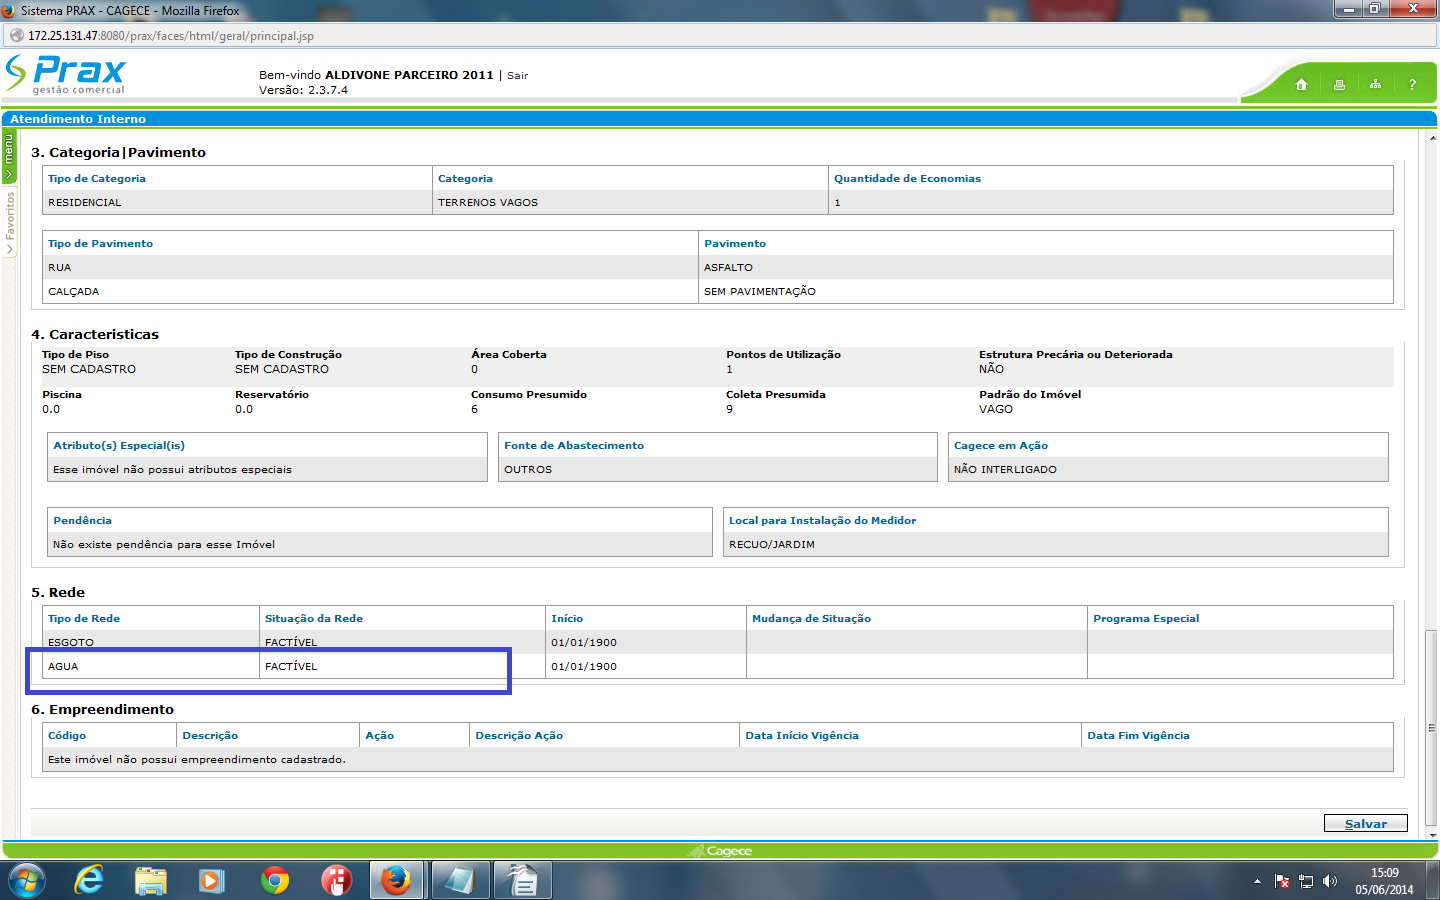 Sistema PRAX - CAGECE - Mozilla Firefox
172.25.131.47:8080/prax/faces/html/geral/principal.jsp
Prax
gestão comercial
Bem-vindo ALDIVONE PARCEIRO 2011 | Sair
Versão: 2.3.7.4
?
Atendimento Interno
menu
Favoritos
3. Categoria|Pavimento
Tipo de Categoria Categoria Quantidade de Economias
RESIDENCIAL TERRENOS VAGOS 1
Tipo de Pavimento Pavimento
RUA ASFALTO
CALÇADA SEM PAVIMENTAÇÃO
4. Caracteristicas
Tipo de Piso Tipo de Construção Área Coberta Pontos de Utilização Estrutura Precária ou Deteriorada
SEM CADASTRO SEM CADASTRO 0 1 NÃO
Piscina Reservatório Consumo Presumido Coleta Presumida Padrão do Imóvel
0.0 0.0 6 9 VAGO
Atributo(s) Especial(is) Fonte de Abastecimento Cagece em Ação
Esse imóvel não possui atributos especiais OUTROS NÃO INTERLIGADO
Pendência Local para Instalação do Medidor
Não existe pendência para esse Imóvel RECUO/JARDIM
5. Rede
Tipo de Rede Situação da Rede Início Mudança de Situação Programa Especial
ESGOTO FACTÍVEL 01/01/1900
AGUA FACTÍVEL 01/01/1900
6. Empreendimento
Código Descrição Ação Descrição Ação Data Início Vigência Data Fim Vigência
Este imóvel não possui empreendimento cadastrado.
Salvar
Cagece
15:09
05/06/2014